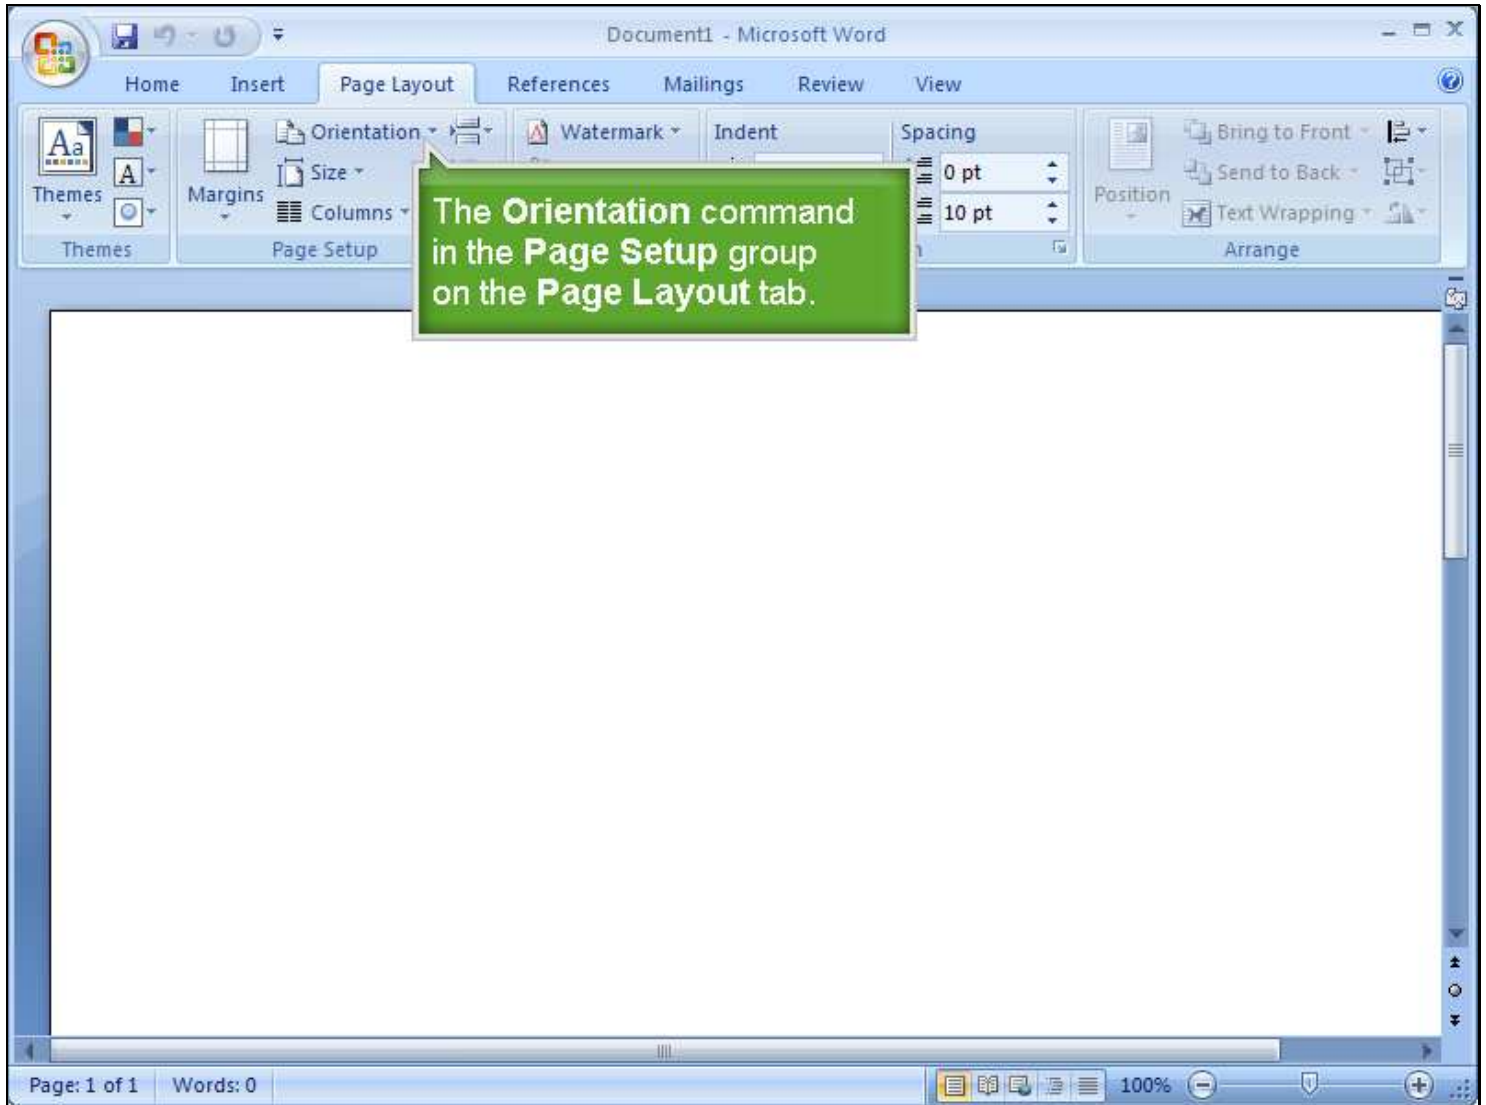 Document1 - Microsoft Word
Home Insert Page Layout References Mailings Review View
Orientation Watermark Indent Spacing Bring to Front
Aa
A Size 0 pt Send to Back
Themes Margins Columns 10 pt Position Text Wrapping
Themes Page Setup Arrange
The Orientation command
in the Page Setup group
on the Page Layout tab.
Page: 1 of 1 Words: 0 100%